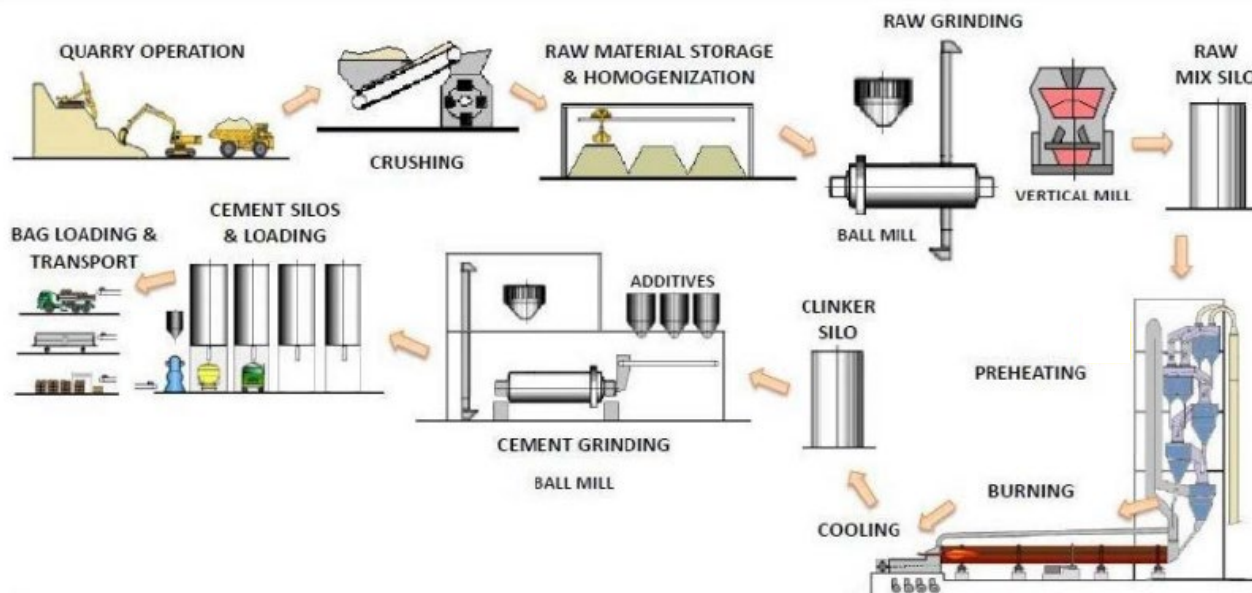 QUARRY OPERATION
CRUSHING
RAW MATERIAL STORAGE
& HOMOGENIZATION
RAW GRINDING
BALL MILL
VERTICAL MILL
RAW
MIX SILO
PREHEATING
BURNING
COOLING
CLINKER
SILO
ADDITIVES
CEMENT GRINDING
BALL MILL
CEMENT SILOS
& LOADING
BAG LOADING &
TRANSPORT